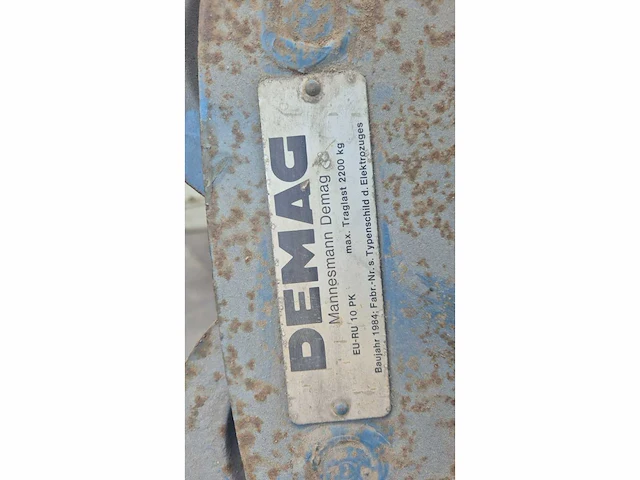 DEMAG
Mannesmann Demag
EU-RU 10 PK max. Traglast 2200 kg
Baujahr 1984; Fabr.-Nr. s. Typenschild d. Elektrozuges